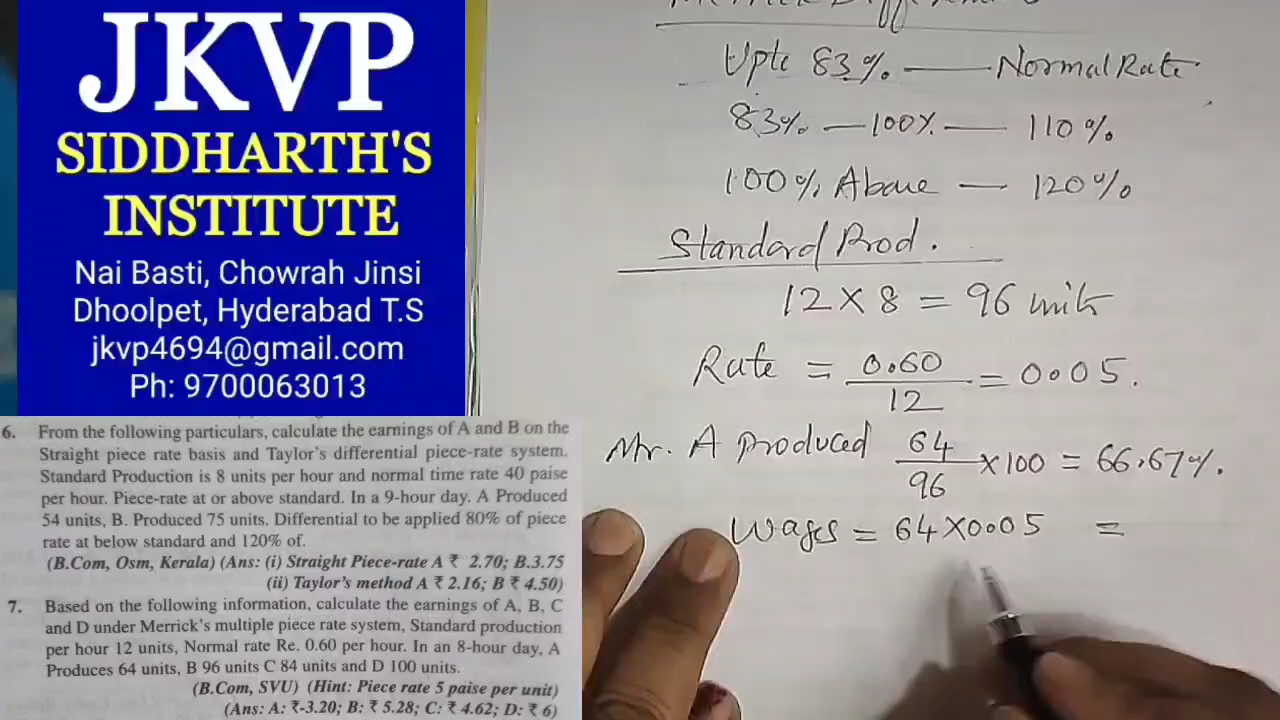 JKVP
SIDDHARTH'S
INSTITUTE
Nai Basti, Chowrah Jinsi
Dhoolpet, Hyderabad T.S
jkvp4694@gmail.com
Ph: 9700063013
6. From the following particulars, calculate the earnings of A and B on the
Straight piece rate basis and Taylor's differential piece-rate system.
Standard Production is 8 units per hour and normal time rate 40 paise
per hour. Piece-rate at or above standard. In a 9-hour day. A Produced
54 units, B. Produced 75 units. Differential to be applied 80% of piece
rate at below standard and 120% of.
(B.Com, Osm, Kerala) (Ans: (i) Straight Piece-rate A ₹ 2.70; B.3.75
(ii) Taylor's method A ₹ 2.16; B ₹ 4.50)
7. Based on the following information, calculate the earnings of A, B, C
and D under Merrick's multiple piece rate system, Standard production
per hour 12 units, Normal rate Re. 0.60 per hour. In an 8-hour day, A
Produces 64 units, B 96 units C 84 units and D 100 units.
(B.Com, SVU) (Hint: Piece rate 5 paise per unit)
(Ans: A: ₹-3.20; B: ₹ 5.28; C: ₹ 4.62; D: ₹ 6)
Upto 83% — Normal Rate
83% — 100% — 110%
100% Above — 120%
Standard Prod.
12 X 8 = 96 units
Rate = 0.60 / 12 = 0.05.
Mr. A Produced 64 / 96 X 100 = 66.67%.
Wages = 64 X 0.05 =